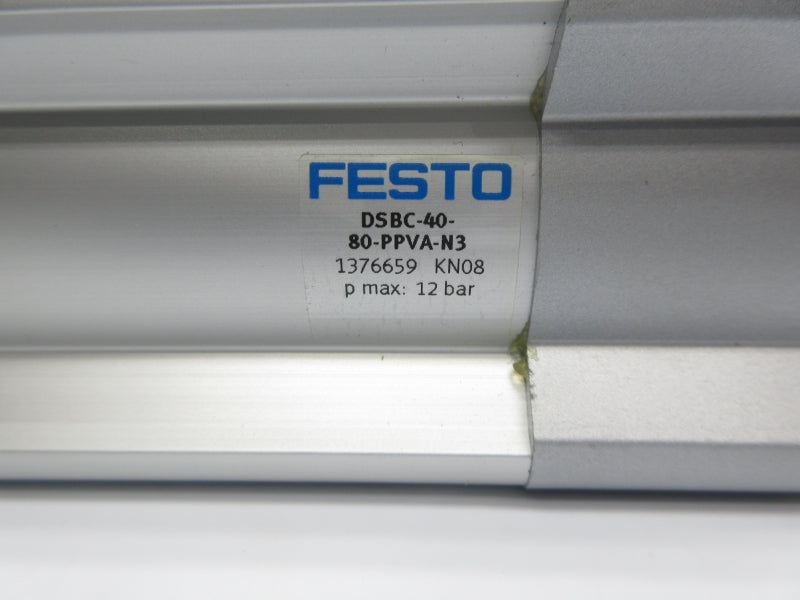 FESTO
DSBC-40-
80-PPVA-N3
1376659 KN08
p max: 12 bar